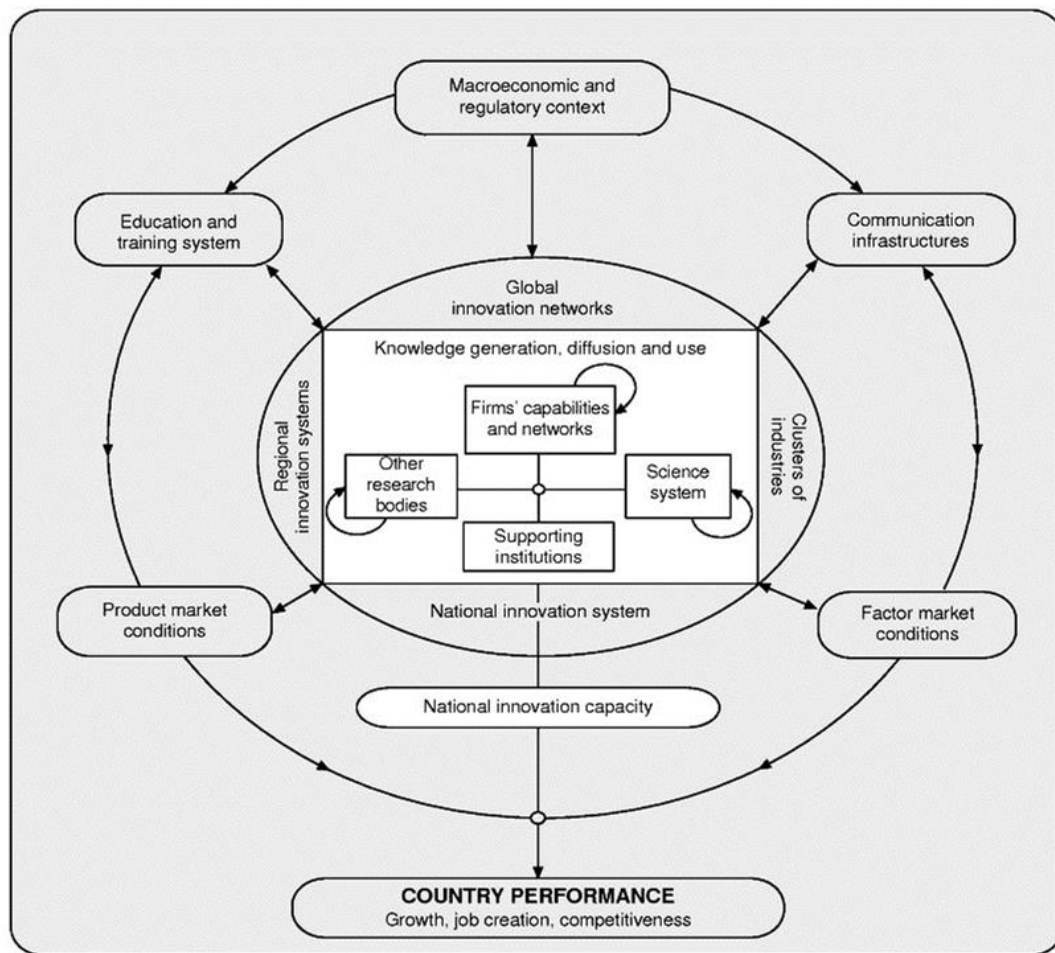 Macroeconomic and
regulatory context
Education and
training system
Communication
infrastructures
Global
innovation networks
Knowledge generation, diffusion and use
Firms' capabilities
and networks
Regional
innovation systems
Clusters of
industries
Other
research
bodies
Science
system
Supporting
institutions
Product market
conditions
National innovation system
Factor market
conditions
National innovation capacity
COUNTRY PERFORMANCE
Growth, job creation, competitiveness